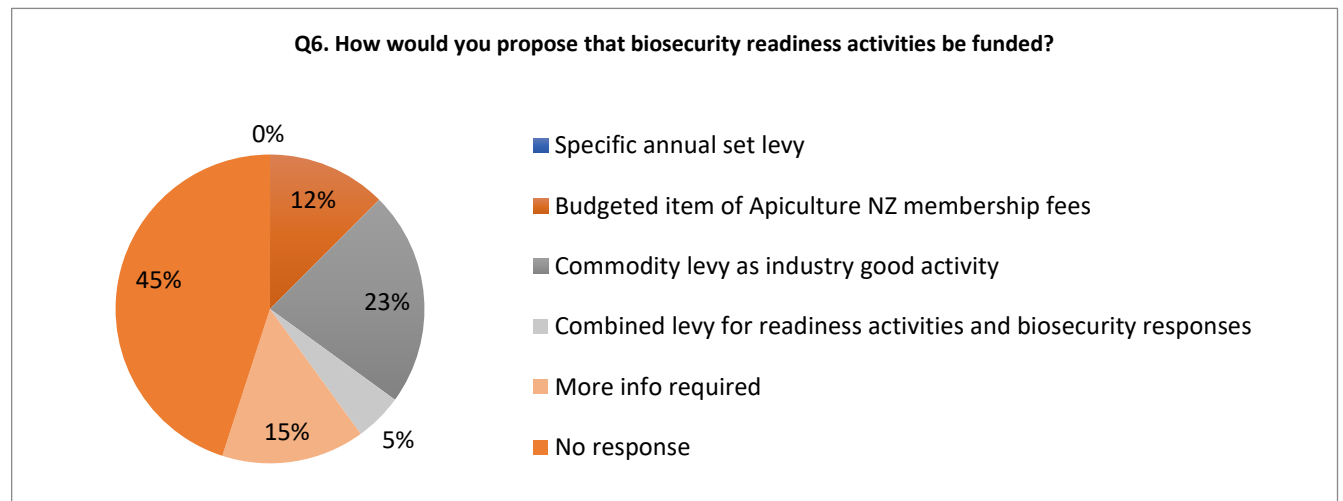 Q6. How would you propose that biosecurity readiness activities be funded?
0%
12%
23%
5%
15%
45%
Specific annual set levy
Budgeted item of Apiculture NZ membership fees
Commodity levy as industry good activity
Combined levy for readiness activities and biosecurity responses
More info required
No response